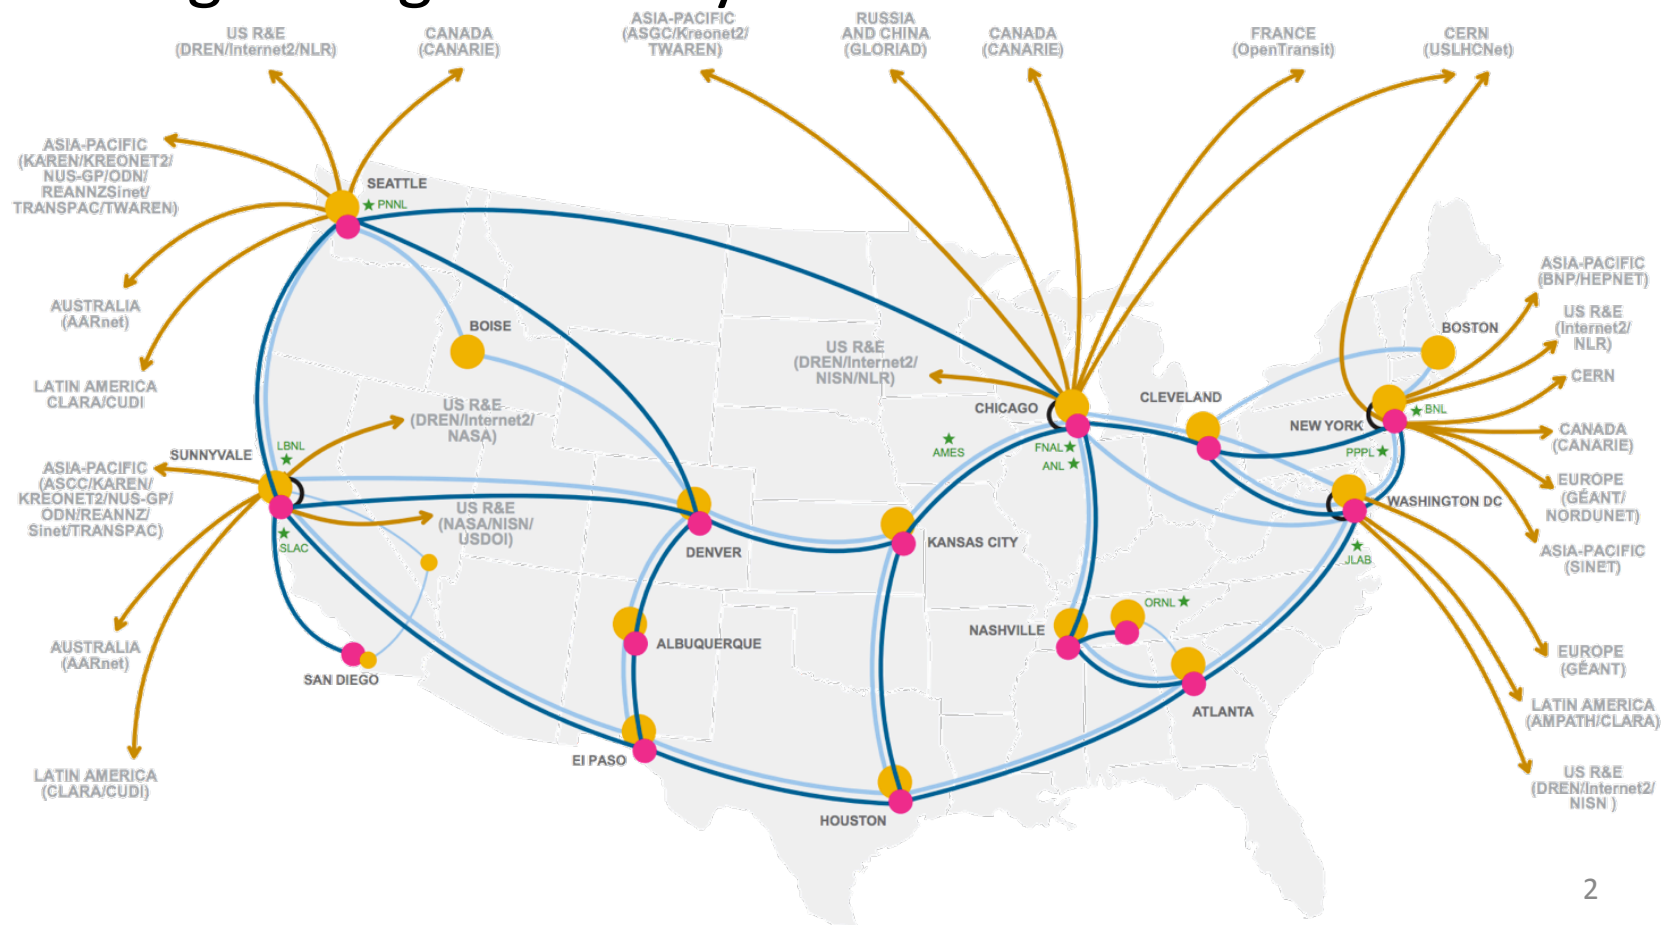 US R&E
(DREN/Internet2/NLR)
CANADA
(CANARIE)
ASIA-PACIFIC
(ASGC/Kreonet2/
TWAREN)
RUSSIA
AND CHINA
(GLORIAD)
CANADA
(CANARIE)
FRANCE
(OpenTransit)
CERN
(USLHCNet)
ASIA-PACIFIC
(KAREN/KREONET2/
NUS-GP/ODN/
REANNZSinet/
TRANSPAC/TWAREN)
SEATTLE
PNNL
AUSTRALIA
(AARnet)
LATIN AMERICA
CLARA/CUDI
BOISE
US R&E
(DREN/Internet2/
NISN/NLR)
US R&E
(DREN/Internet2/
NASA)
CHICAGO
CLEVELAND
BOSTON
ASIA-PACIFIC
(BNP/HEPNET)
US R&E
(Internet2/
NLR)
CERN
NEW YORK
BNL
PPPL
CANADA
(CANARIE)
AMES
FNAL
ANL
SUNNYVALE
LBNL
ASIA-PACIFIC
(ASCC/KAREN/
KREONET2/NUS-GP/
ODN/REANNZ/
Sinet/TRANSPAC)
US R&E
(NASA/NISN/
USDOI)
SLAC
DENVER
KANSAS CITY
WASHINGTON DC
EUROPE
(GÉANT/
NORDUNET)
ASIA-PACIFIC
(SINET)
JLAB
ORNL
NASHVILLE
ALBUQUERQUE
AUSTRALIA
(AARnet)
SAN DIEGO
EUROPE
(GÉANT)
ATLANTA
LATIN AMERICA
(AMPATH/CLARA)
EI PASO
LATIN AMERICA
(CLARA/CUDI)
US R&E
(DREN/Internet2/
NISN )
HOUSTON
2